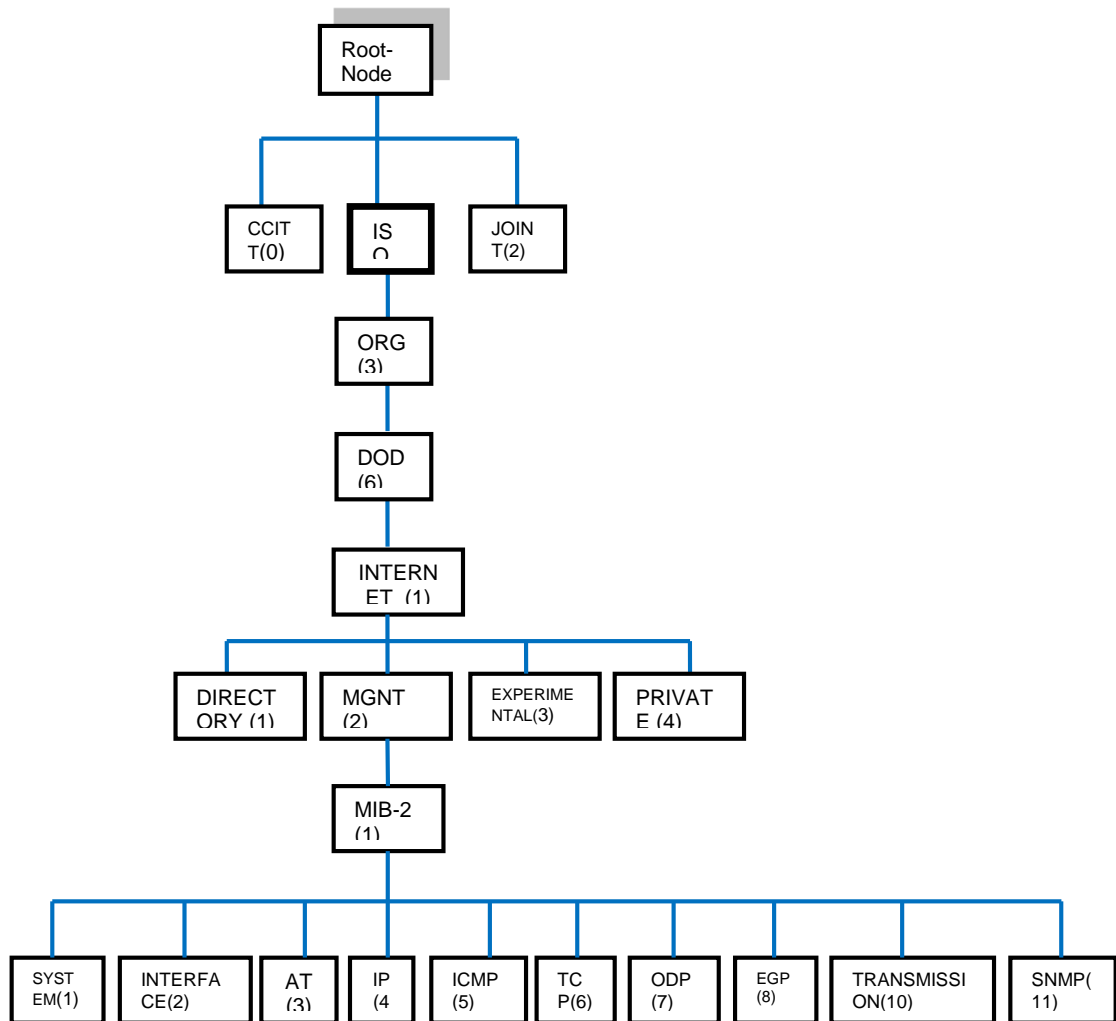 Root-
Node
CCIT
T(0)
IS
O
JOIN
T(2)
ORG
(3)
DOD
(6)
INTERN
ET (1)
DIRECT
ORY (1)
MGNT
(2)
EXPERIME
NTAL(3)
PRIVAT
E (4)
MIB-2
(1)
SYST
EM(1)
INTERFA
CE(2)
AT
(3)
IP
(4
ICMP
(5)
TC
P(6)
ODP
(7)
EGP
(8)
TRANSMISSI
ON(10)
SNMP(
11)